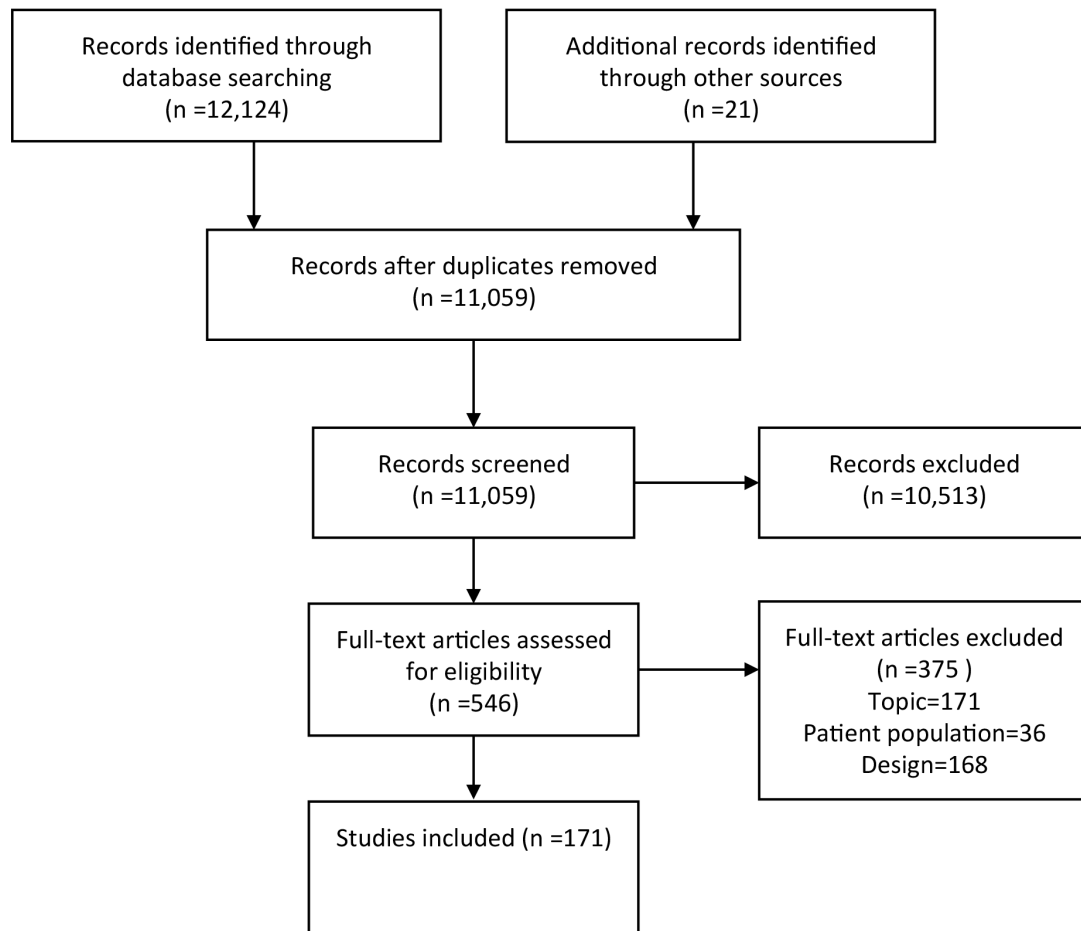 Records identified through
database searching
(n =12,124)
Additional records identified
through other sources
(n =21)
Records after duplicates removed
(n =11,059)
Records screened
(n =11,059)
Records excluded
(n =10,513)
Full-text articles assessed
for eligibility
(n =546)
Full-text articles excluded
(n =375 )
Topic=171
Patient population=36
Design=168
Studies included (n =171)